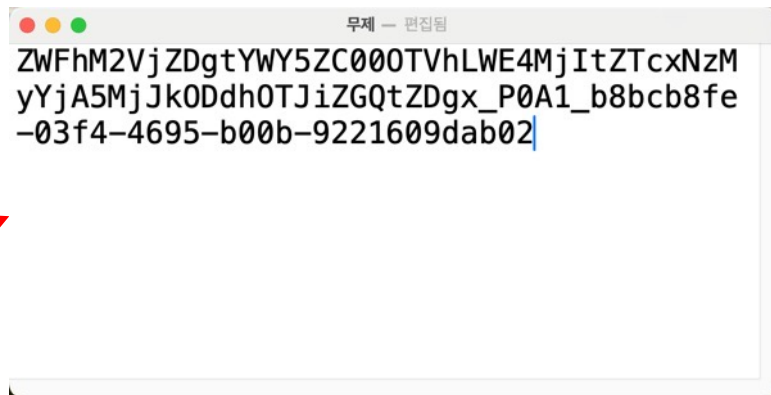 무제 — 편집됨
ZWFhM2VjZDgtYWY5ZC00OTVhLWE4MjItZTcxNzM
yYjA5MjJkODdhOTJiZGQtZDgx_P0A1_b8bcb8fe
-03f4-4695-b00b-9221609dab02